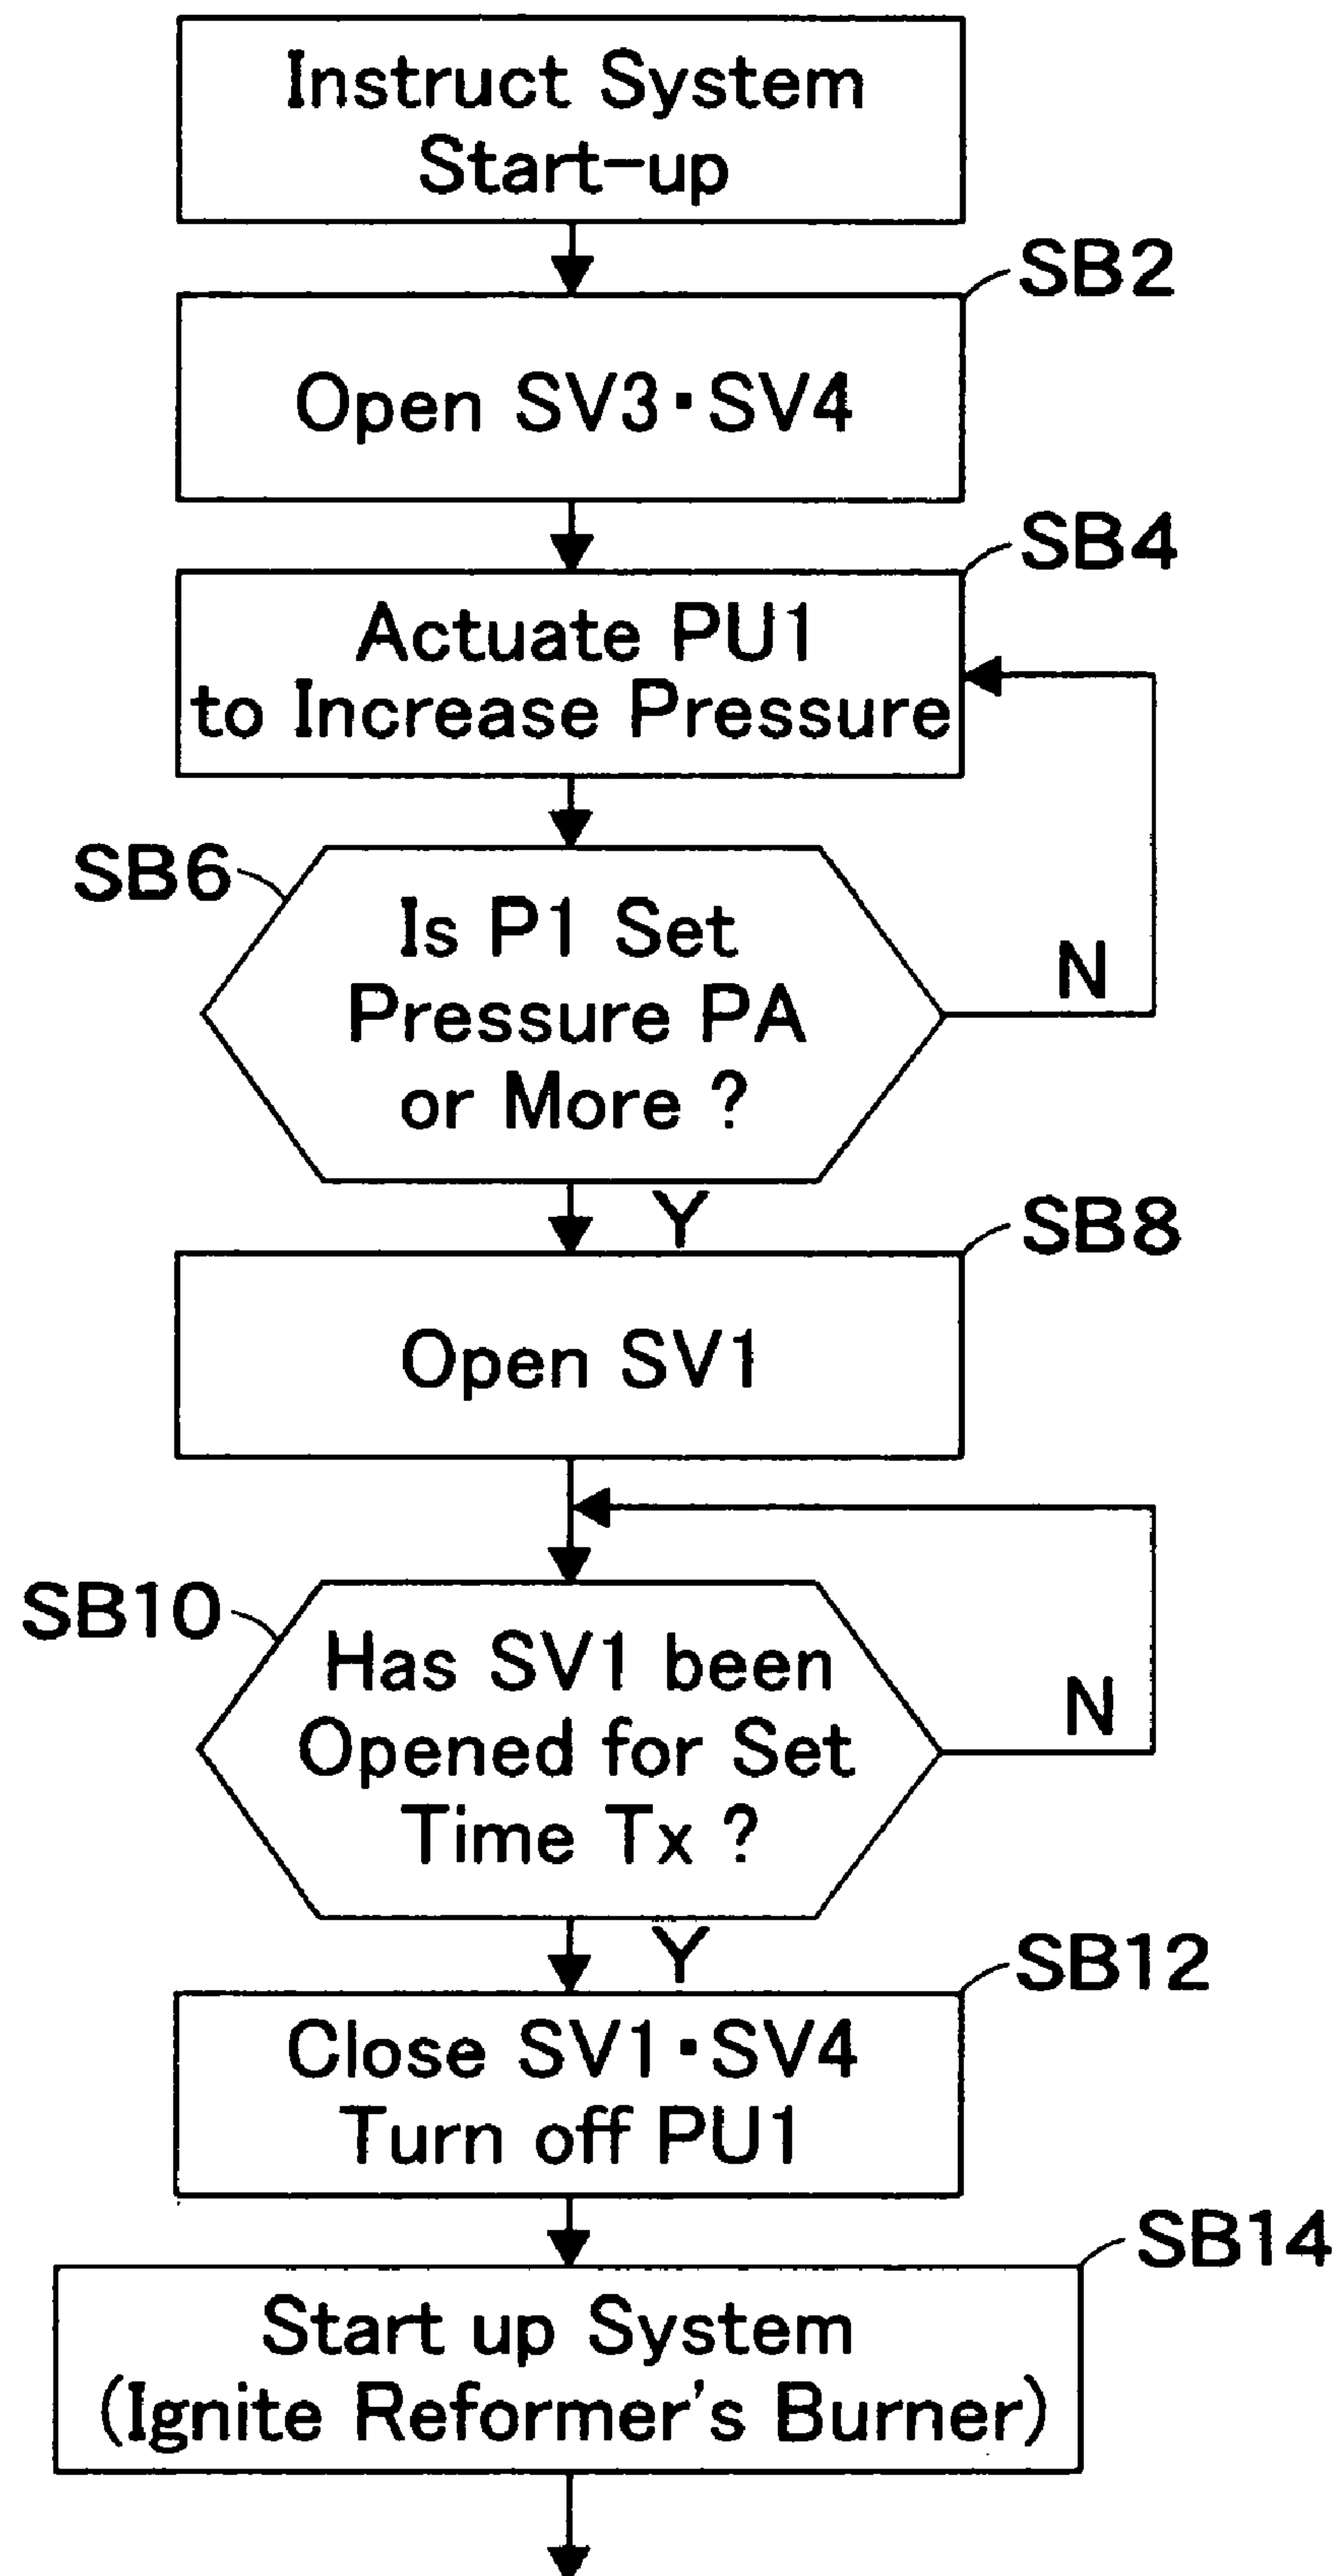 Instruct System
Start-up
SB2
Open SV3・SV4
SB4
Actuate PU1
to Increase Pressure
SB6
Is P1 Set
Pressure PA
or More ?
N
Y
SB8
Open SV1
SB10
Has SV1 been
Opened for Set
Time Tx ?
N
Y
SB12
Close SV1・SV4
Turn off PU1
SB14
Start up System
(Ignite Reformer's Burner)